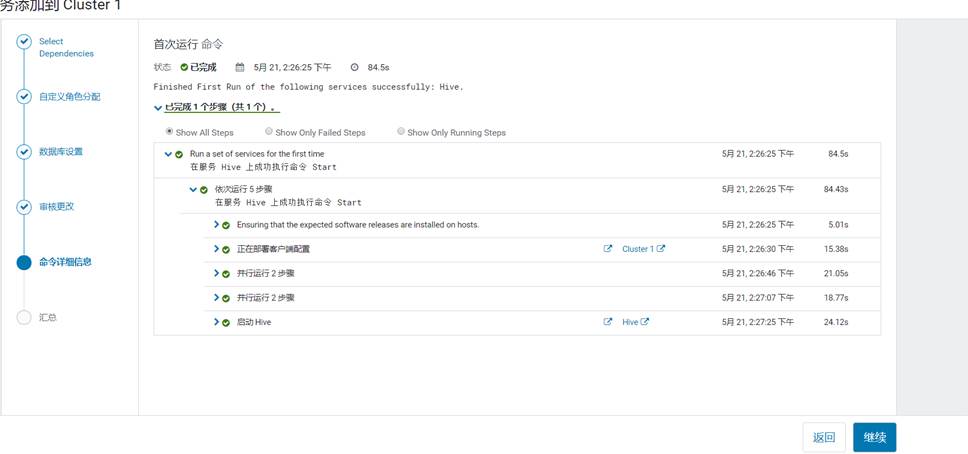 务添加到 Cluster 1
Select
Dependencies
自定义角色分配
数据库设置
审核更改
命令详细信息
汇总
首次运行 命令
状态 已完成 5月 21, 2:26:25 下午 84.5s
Finished First Run of the following services successfully: Hive.
已完成 1 个步骤（共 1 个）。
Show All Steps Show Only Failed Steps Show Only Running Steps
Run a set of services for the first time 5月 21, 2:26:25 下午 84.5s
在服务 Hive 上成功执行命令 Start
依次运行 5 步骤 5月 21, 2:26:25 下午 84.43s
在服务 Hive 上成功执行命令 Start
Ensuring that the expected software releases are installed on hosts. 5月 21, 2:26:25 下午 5.01s
正在部署客户端配置 Cluster 1 5月 21, 2:26:30 下午 15.38s
并行运行 2 步骤 5月 21, 2:26:46 下午 21.05s
并行运行 2 步骤 5月 21, 2:27:07 下午 18.77s
启动 Hive Hive 5月 21, 2:27:25 下午 24.12s
返回 继续